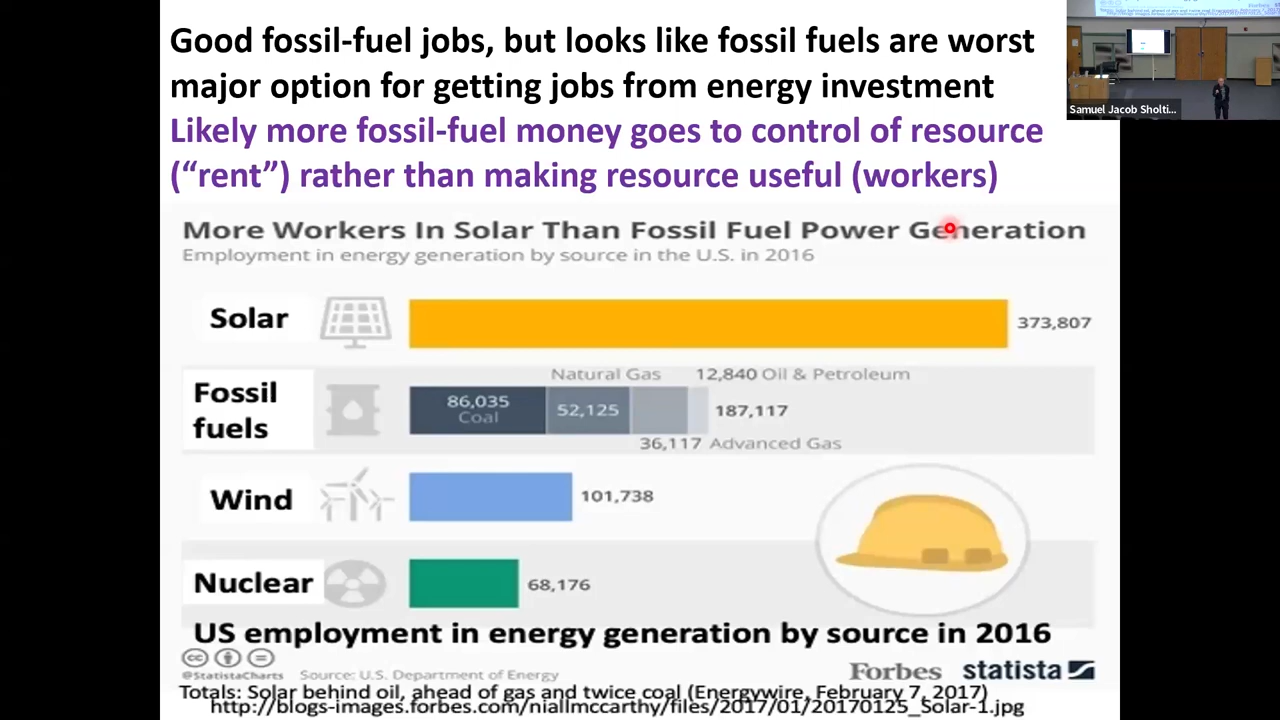 Good fossil-fuel jobs, but looks like fossil fuels are worst
major option for getting jobs from energy investment
Likely more fossil-fuel money goes to control of resource
(“rent”) rather than making resource useful (workers)
Samuel Jacob Sholti...
More Workers In Solar Than Fossil Fuel Power Generation
Employment in energy generation by source in the U.S. in 2016
Solar
373,807
Natural Gas
12,840 Oil & Petroleum
Fossil
fuels
86,035
Coal
52,125
187,117
36,117 Advanced Gas
Wind
101,738
Nuclear
68,176
US employment in energy generation by source in 2016
@StatistaCharts Source: U.S. Department of Energy
Forbes statista
Totals: Solar behind oil, ahead of gas and twice coal (Energywire, February 7, 2017)
http://blogs-images.forbes.com/niallmccarthy/files/2017/01/20170125_Solar-1.jpg